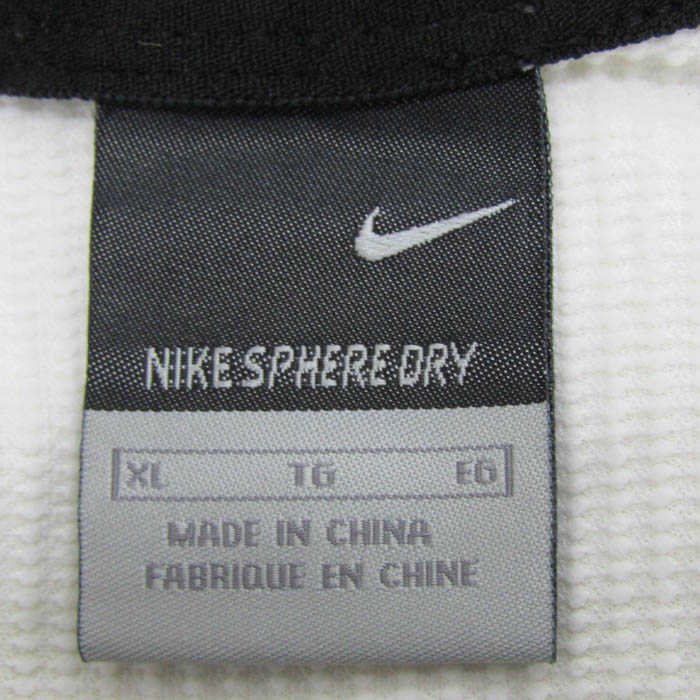 NIKE SPHERE DRY
XL TG EG
MADE IN CHINA
FABRIQUE EN CHINE